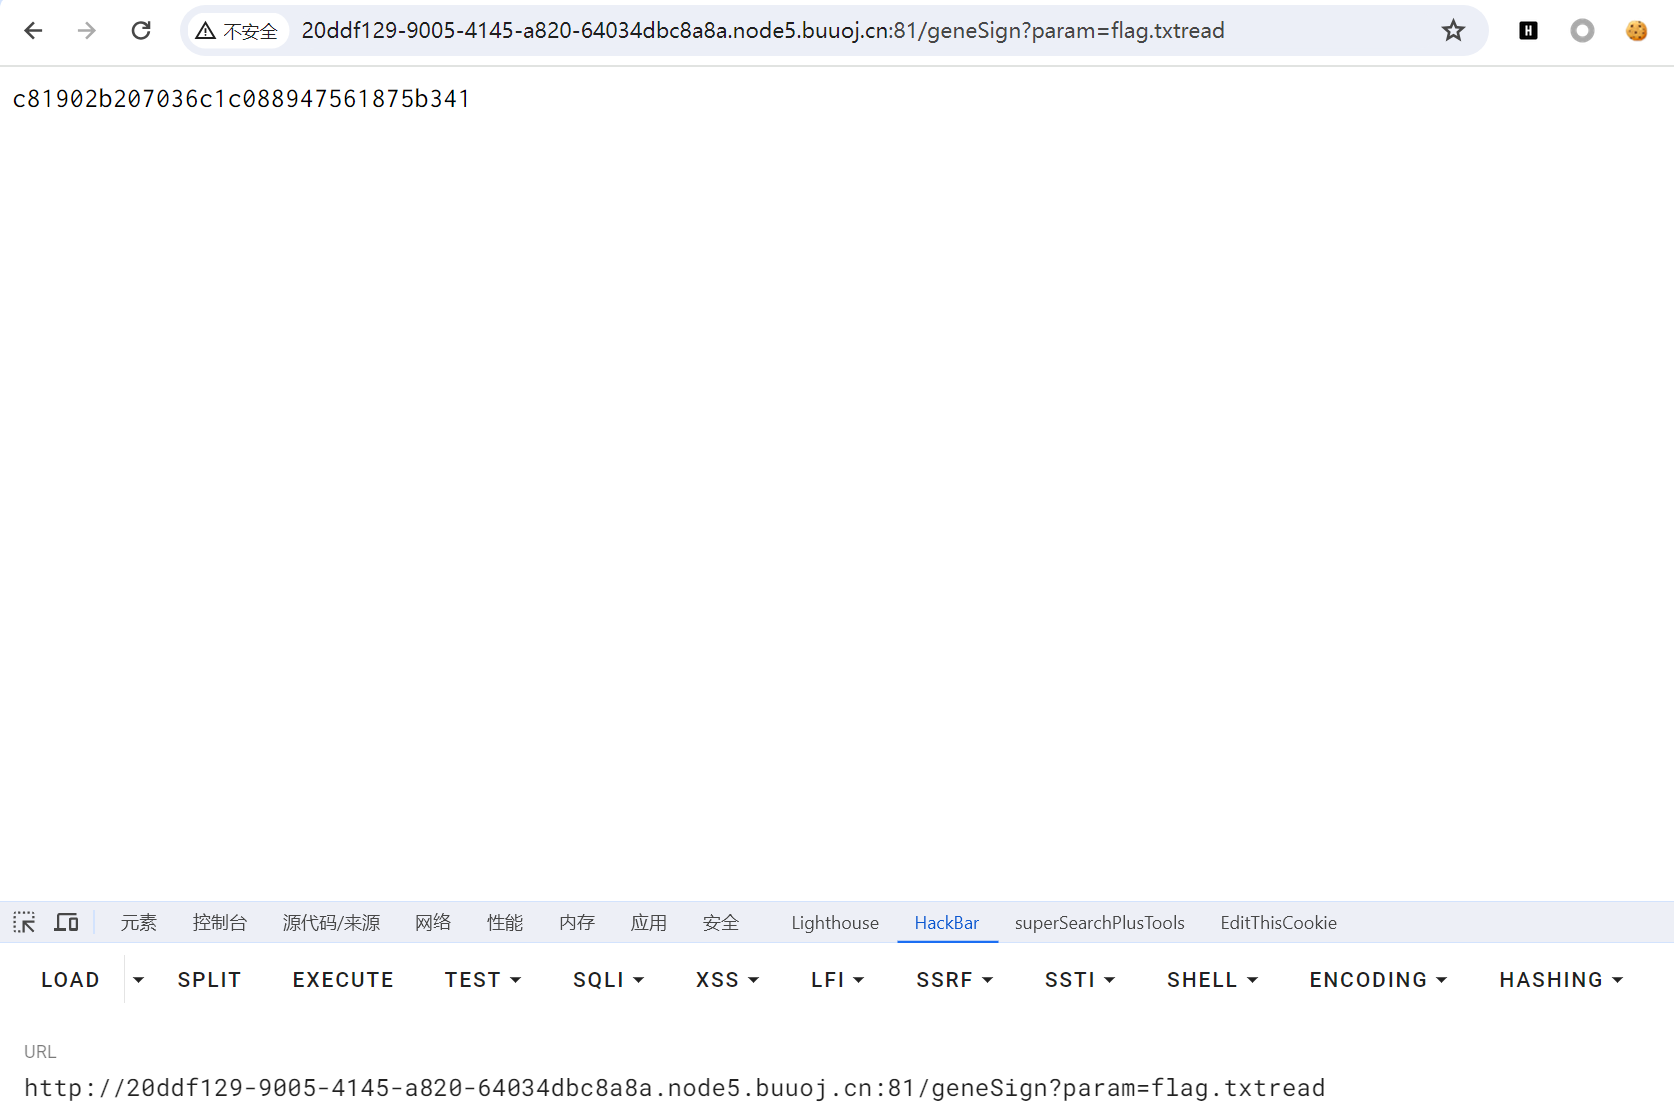 不安全 20ddf129-9005-4145-a820-64034dbc8a8a.node5.buuoj.cn:81/geneSign?param=flag.txtread H
c81902b207036c1c088947561875b341
元素 控制台 源代码/来源 网络 性能 内存 应用 安全 Lighthouse HackBar superSearchPlusTools EditThisCookie
LOAD SPLIT EXECUTE TEST SQLI XSS LFI SSRF SSTI SHELL ENCODING HASHING
URL
http://20ddf129-9005-4145-a820-64034dbc8a8a.node5.buuoj.cn:81/geneSign?param=flag.txtread